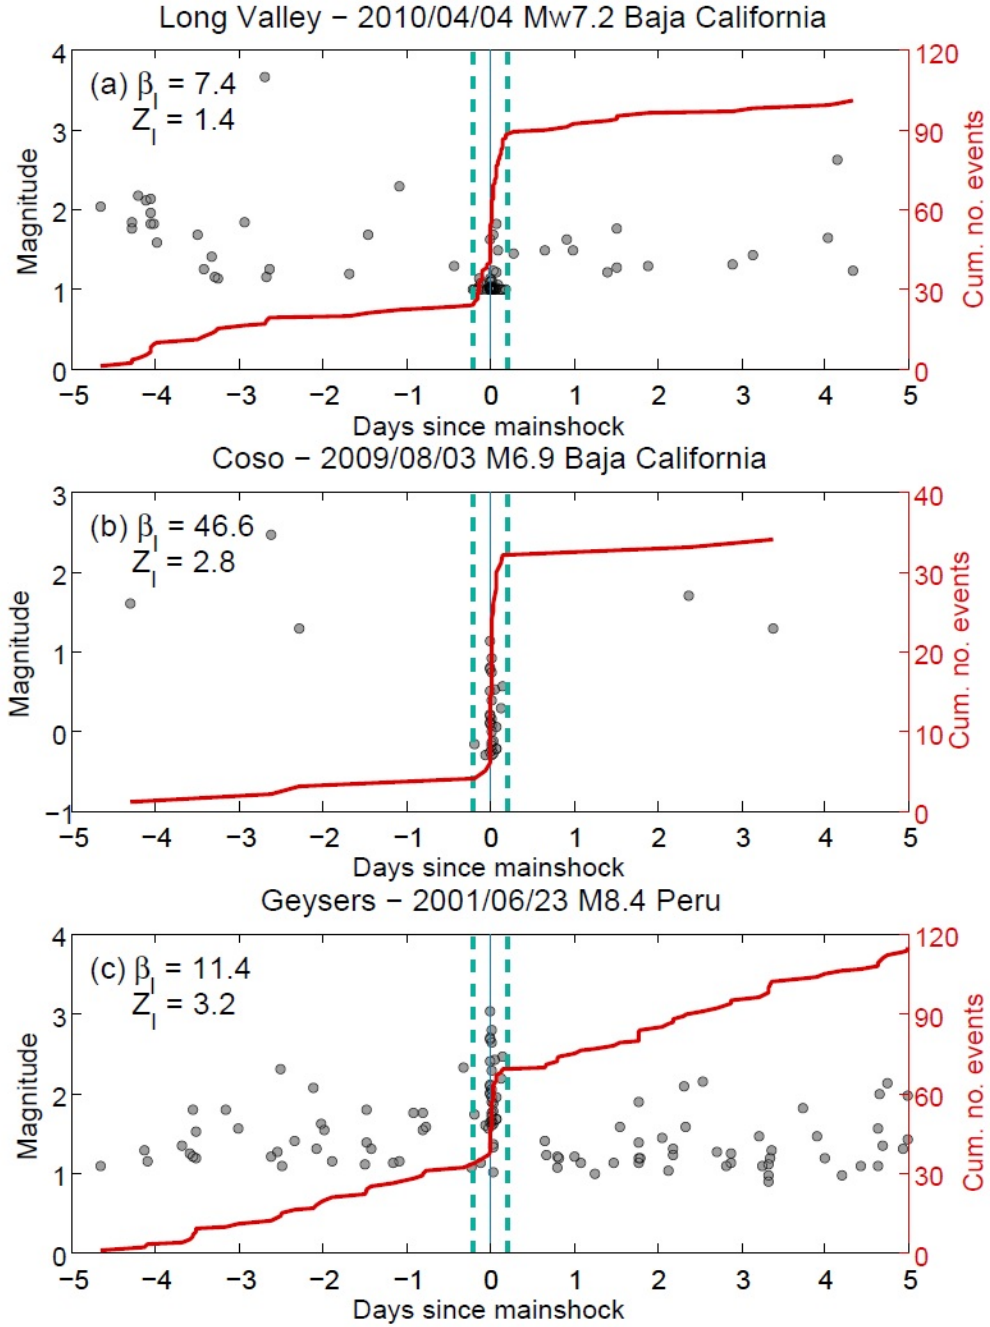 Long Valley − 2010/04/04 Mw7.2 Baja California
(a) βI = 7.4
ZI = 1.4
4
3
2
1
0
120
90
60
30
0
Magnitude
Cum. no. events
−5 −4 −3 −2 −1 0 1 2 3 4 5
Days since mainshock
Coso − 2009/08/03 M6.9 Baja California
(b) βI = 46.6
ZI = 2.8
3
2
1
0
−1
40
30
20
10
0
Magnitude
Cum. no. events
−5 −4 −3 −2 −1 0 1 2 3 4 5
Days since mainshock
Geysers − 2001/06/23 M8.4 Peru
(c) βI = 11.4
ZI = 3.2
4
3
2
1
0
120
90
60
30
0
Magnitude
Cum. no. events
−5 −4 −3 −2 −1 0 1 2 3 4 5
Days since mainshock